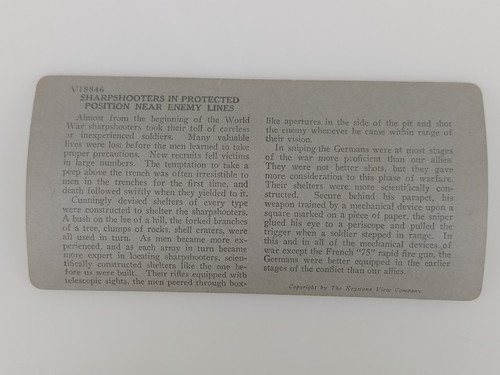 V18846
SHARPSHOOTERS IN PROTECTED
POSITION NEAR ENEMY LINES
Almost from the beginning of the World
War sharpshooters took their toll of careless
or inexperienced soldiers. Many valuable
lives were lost before the men learned to take
proper precautions. New recruits fell victims
in large numbers. The temptation to take a
peep above the trench was often irresistible to
men in the trenches for the first time, and
death followed swiftly when they yielded to it.
Cunningly devised shelters of every type
were constructed to shelter the sharpshooters.
A bush on the lee of a hill, the forked branches
of a tree, clumps of rocks, shell craters, were
all used in turn. As men became more ex-
perienced, and as each army in turn became
more expert in locating sharpshooters, scien-
tifically constructed shelters like the one be-
fore us were built. Their rifles equipped with
telescopic sights, the men peered through box-
like apertures in the side of the pit and shot
the enemy whenever he came within range of
their vision.
In sniping the Germans were at most stages
of the war more proficient than our allies.
They were not better shots, but they gave
more consideration to this phase of warfare.
Their shelters were more scientifically con-
structed. Secure behind his parapet, his
weapon trained by a mechanical device upon a
square marked on a piece of paper, the sniper
glued his eye to a periscope and pulled the
trigger when a soldier stepped in range. In
this and in all of the mechanical devices of
war except the French "75" rapid fire gun, the
Germans were better equipped in the earlier
stages of the conflict than our allies.
Copyright by The Keystone View Company